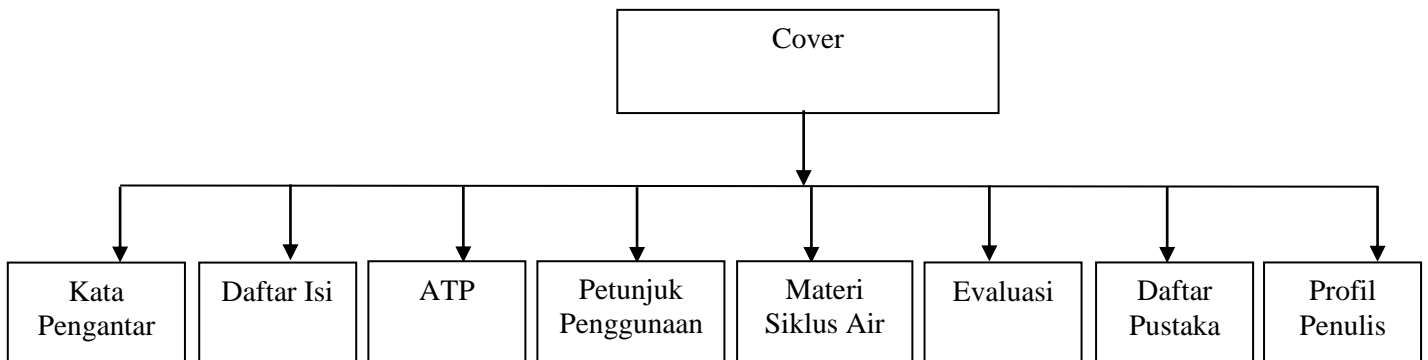 Cover
Kata
Pengantar
Daftar Isi
ATP
Petunjuk
Penggunaan
Materi
Siklus Air
Evaluasi
Daftar
Pustaka
Profil
Penulis